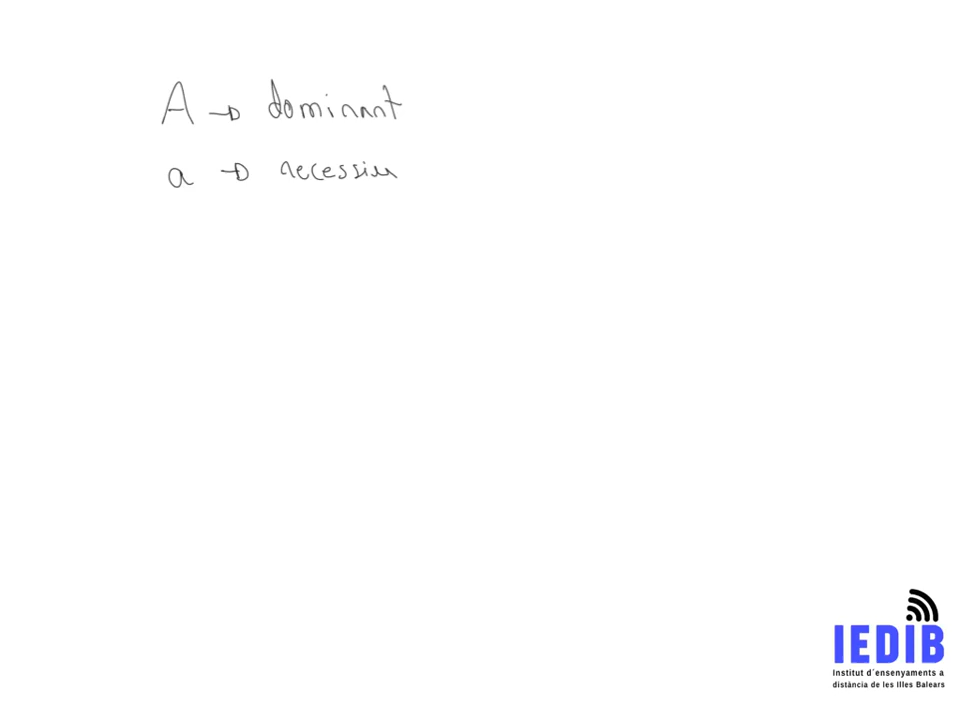 A → dominant
a → recessiu
IEDIB
Institut d´ensenyaments a
distància de les Illes Balears